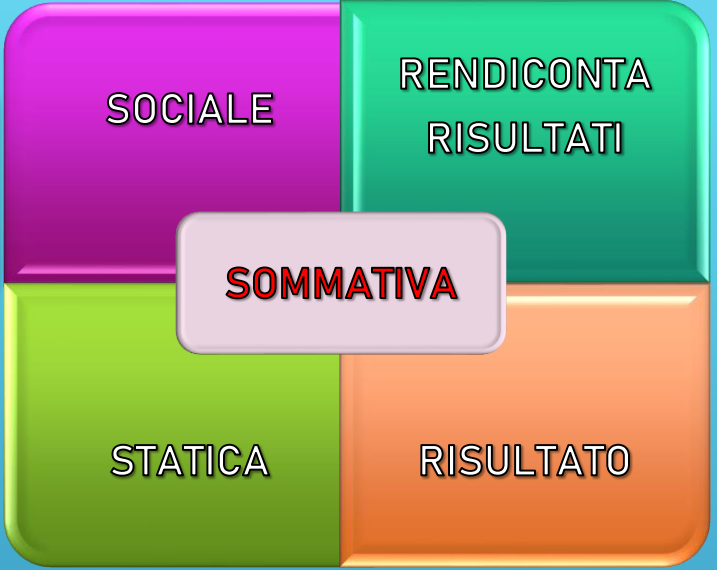 SOCIALE
RENDICONTA
RISULTATI
SOMMATIVA
STATICA
RISULTATO